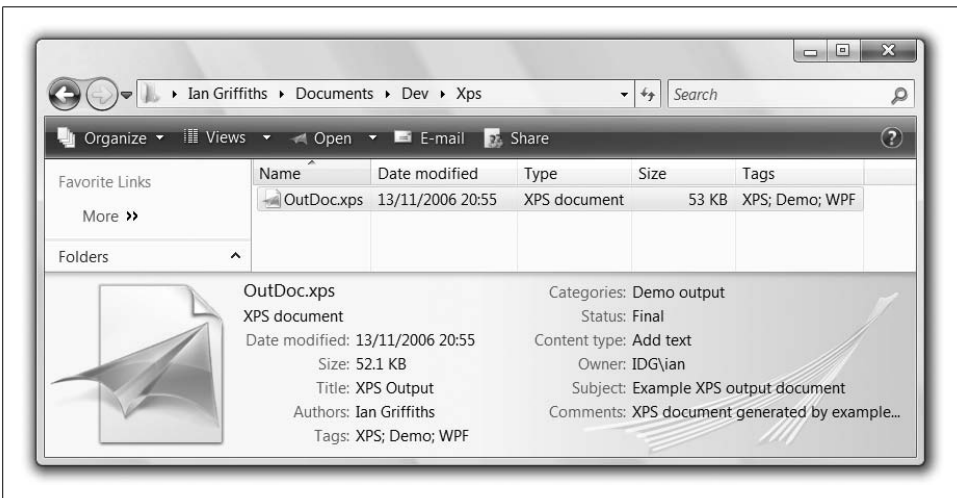 Ian Griffiths Documents Dev Xps Search
Organize Views Open E-mail Share ?
Favorite Links
More
Folders
Name Date modified Type Size Tags
OutDoc.xps 13/11/2006 20:55 XPS document 53 KB XPS; Demo; WPF
OutDoc.xps
XPS document
Date modified: 13/11/2006 20:55
Size: 52.1 KB
Title: XPS Output
Authors: Ian Griffiths
Tags: XPS; Demo; WPF
Categories: Demo output
Status: Final
Content type: Add text
Owner: IDG\ian
Subject: Example XPS output document
Comments: XPS document generated by example...